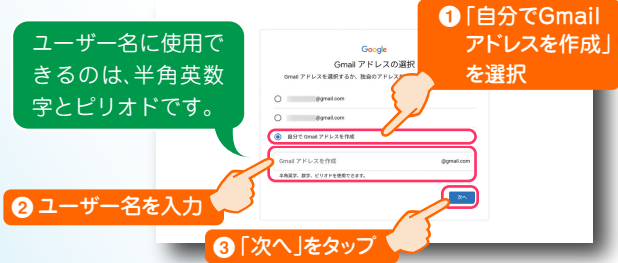 ユーザー名に使用で
きるのは、半角英数
字とピリオドです。
❶「自分でGmail
アドレスを作成」
を選択
Google
Gmail アドレスの選択
Gmail アドレスを選択するか、独自のアドレスを
@gmail.com
@gmail.com
自分で Gmail アドレスを作成
Gmail アドレスを作成
@gmail.com
半角英字、数字、ピリオドを使用できます。
次へ
❷ ユーザー名を入力
❸「次へ」をタップ